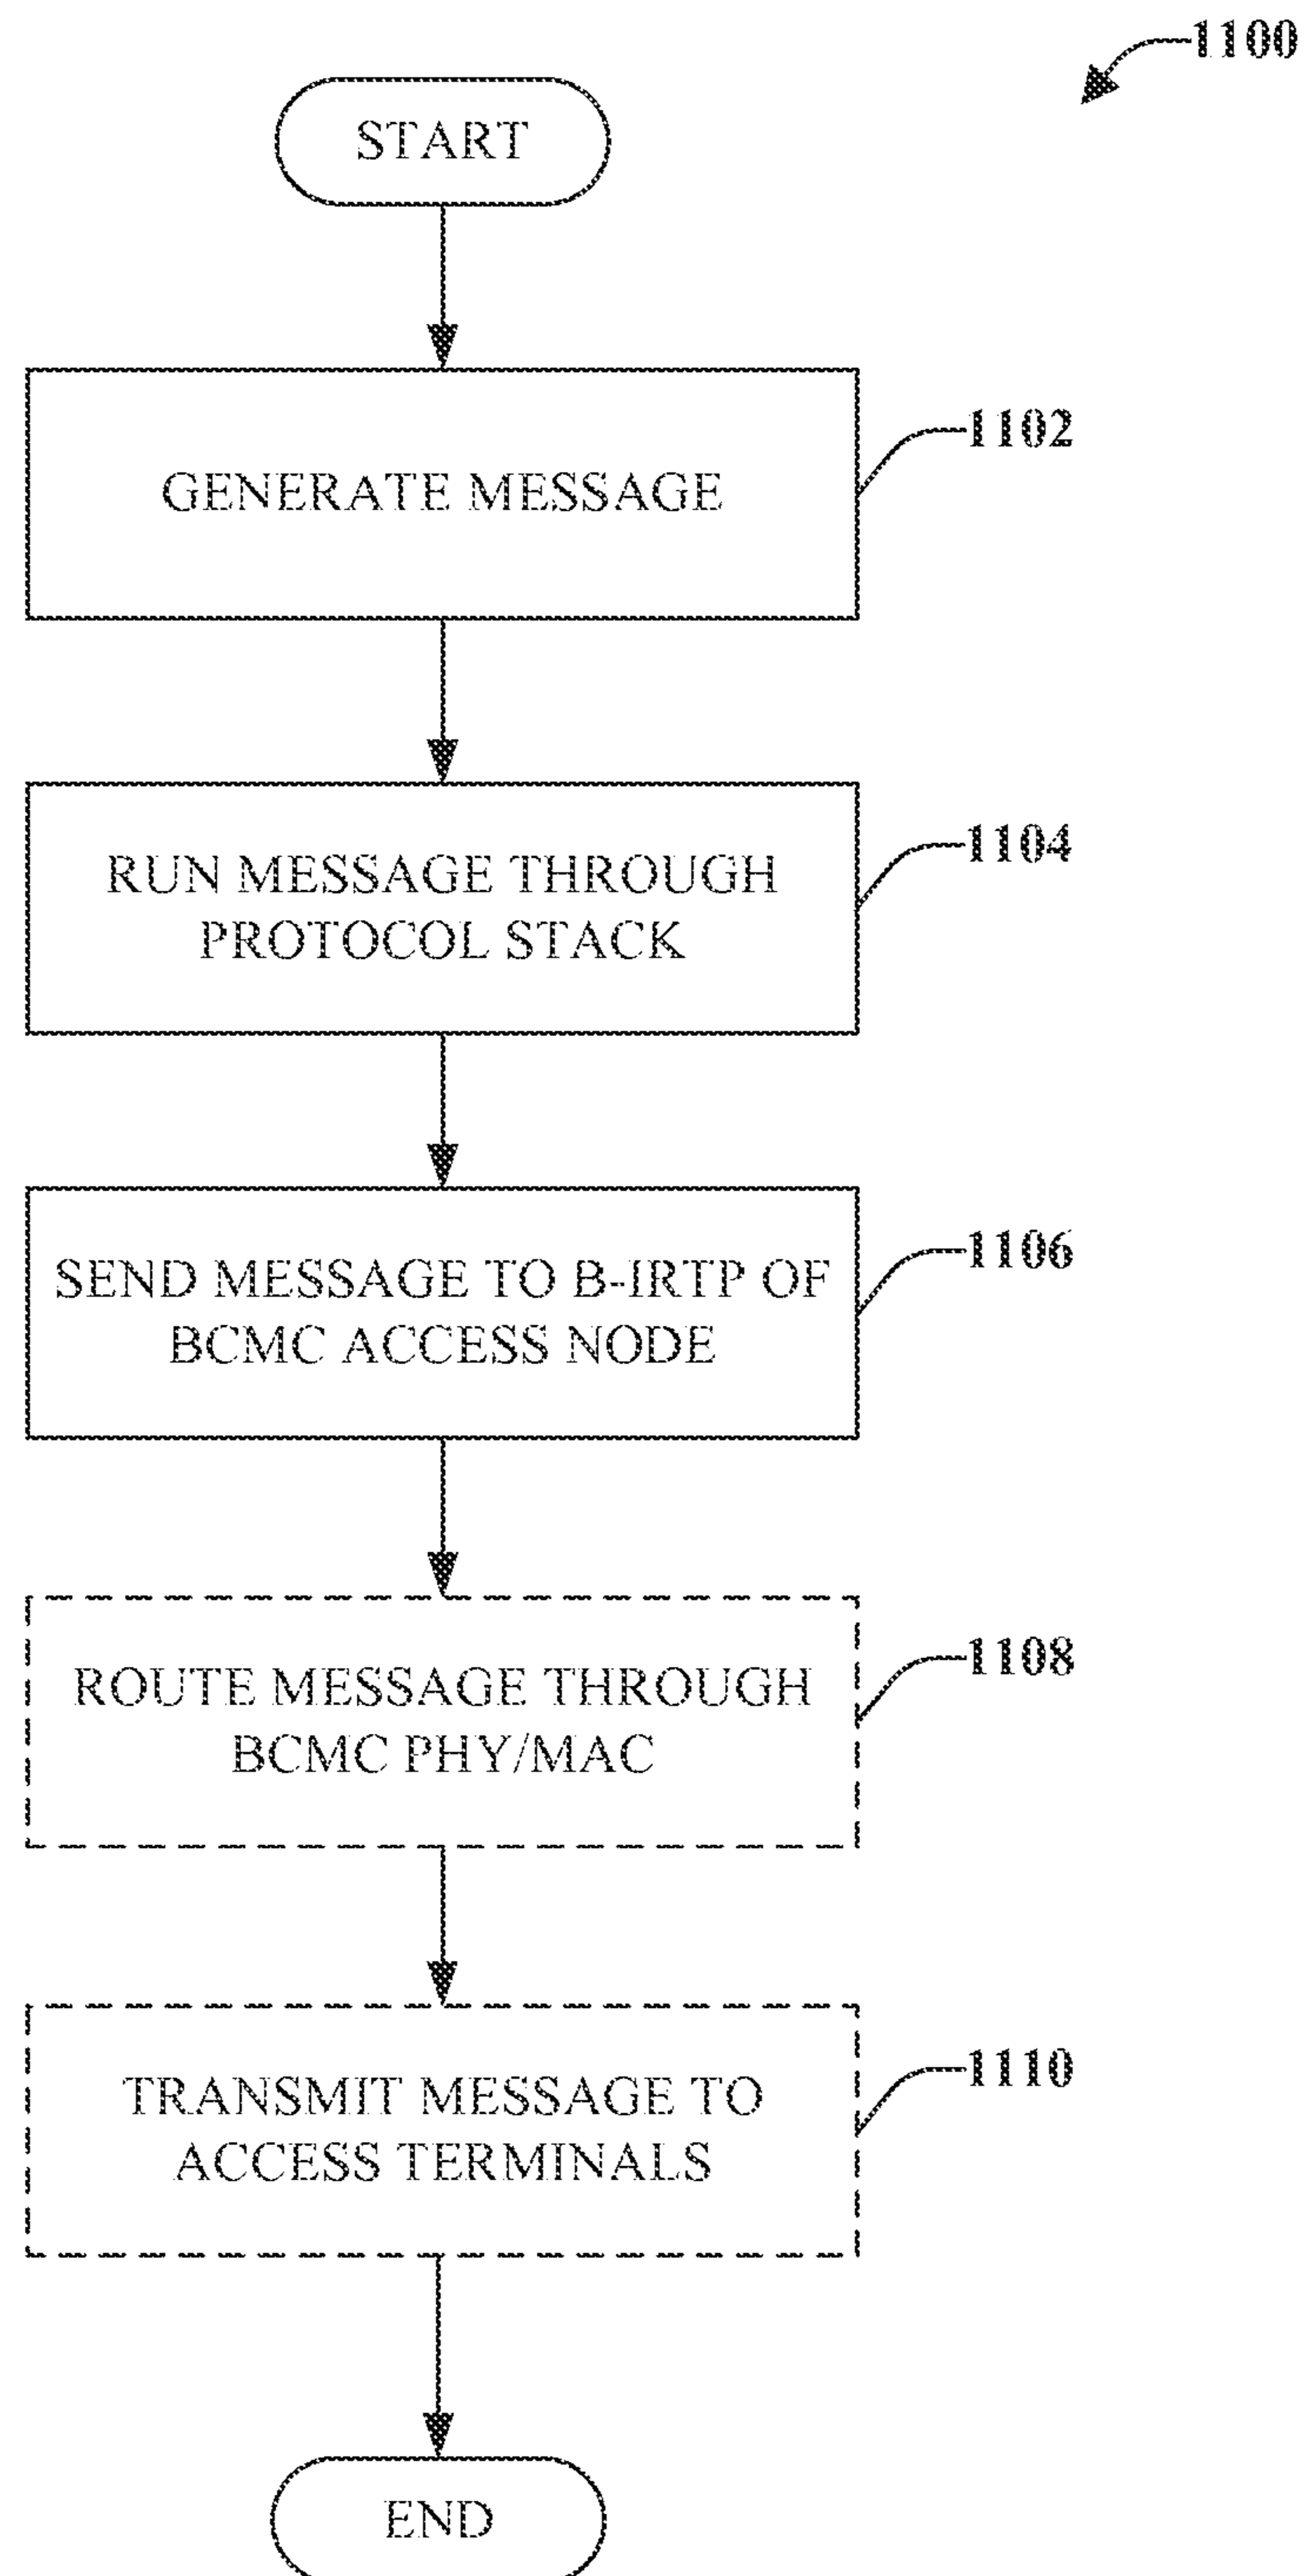 1100
START
GENERATE MESSAGE
1102
RUN MESSAGE THROUGH
PROTOCOL STACK
1104
SEND MESSAGE TO B-IRTP OF
BCMC ACCESS NODE
1106
ROUTE MESSAGE THROUGH
BCMC PHY/MAC
1108
TRANSMIT MESSAGE TO
ACCESS TERMINALS
1110
END